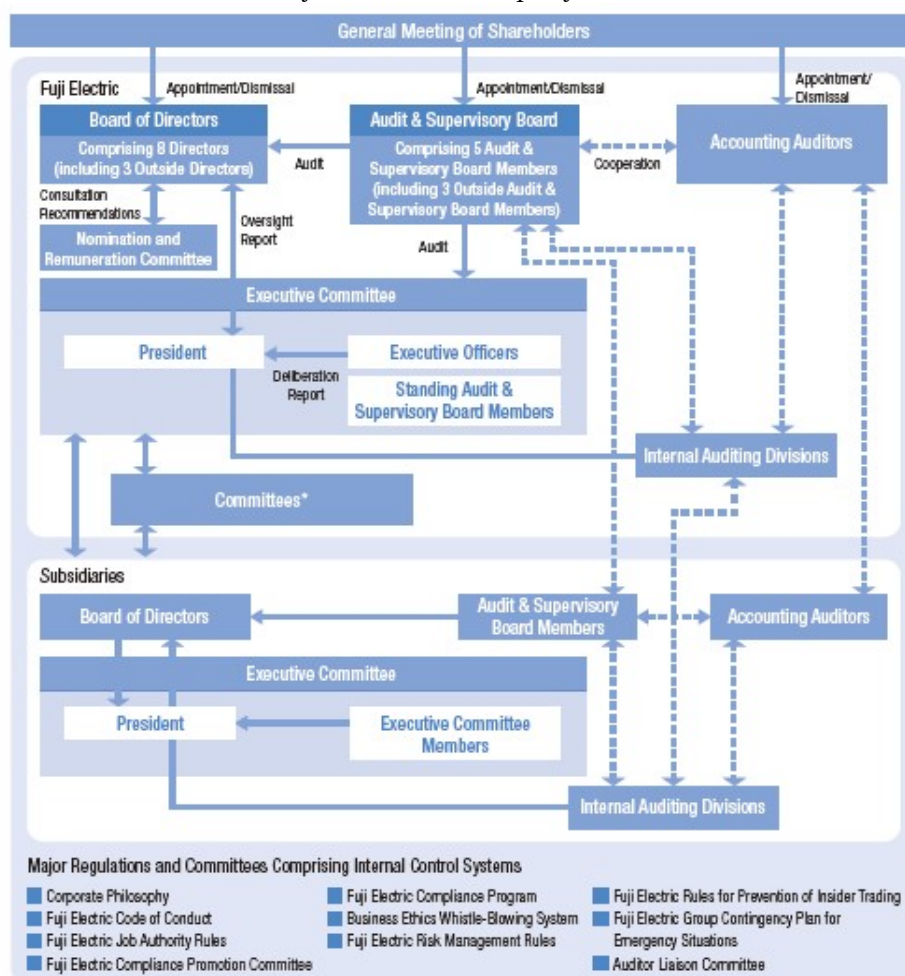 General Meeting of Shareholders
Fuji Electric
Appointment/Dismissal
Appointment/Dismissal
Appointment/
Dismissal
Board of Directors
Comprising 8 Directors
(including 3 Outside Directors)
Audit
Audit & Supervisory Board
Comprising 5 Audit &
Supervisory Board Members
(including 3 Outside Audit &
Supervisory Board Members)
Cooperation
Accounting Auditors
Consultation
Recommendations
Oversight
Report
Nomination and
Remuneration Committee
Audit
Executive Committee
President
Executive Officers
Deliberation
Report
Standing Audit &
Supervisory Board Members
Internal Auditing Divisions
Committees*
Subsidiaries
Board of Directors
Audit & Supervisory
Board Members
Accounting Auditors
Executive Committee
President
Executive Committee
Members
Internal Auditing Divisions
Major Regulations and Committees Comprising Internal Control Systems
Corporate Philosophy
Fuji Electric Code of Conduct
Fuji Electric Job Authority Rules
Fuji Electric Compliance Promotion Committee
Fuji Electric Compliance Program
Business Ethics Whistle-Blowing System
Fuji Electric Risk Management Rules
Fuji Electric Rules for Prevention of Insider Trading
Fuji Electric Group Contingency Plan for
Emergency Situations
Auditor Liaison Committee